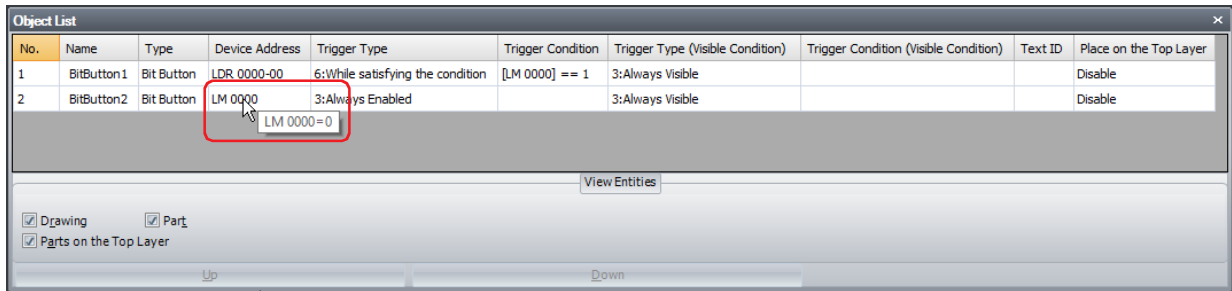 Object List ×
No. Name Type Device Address Trigger Type Trigger Condition Trigger Type (Visible Condition) Trigger Condition (Visible Condition) Text ID Place on the Top Layer
1 BitButton1 Bit Button LDR 0000-00 6:While satisfying the condition [LM 0000] == 1 3:Always Visible Disable
2 BitButton2 Bit Button LM 0000 3:Always Enabled 3:Always Visible Disable
LM 0000=0
View Entities
Drawing Part
Parts on the Top Layer
Up Down